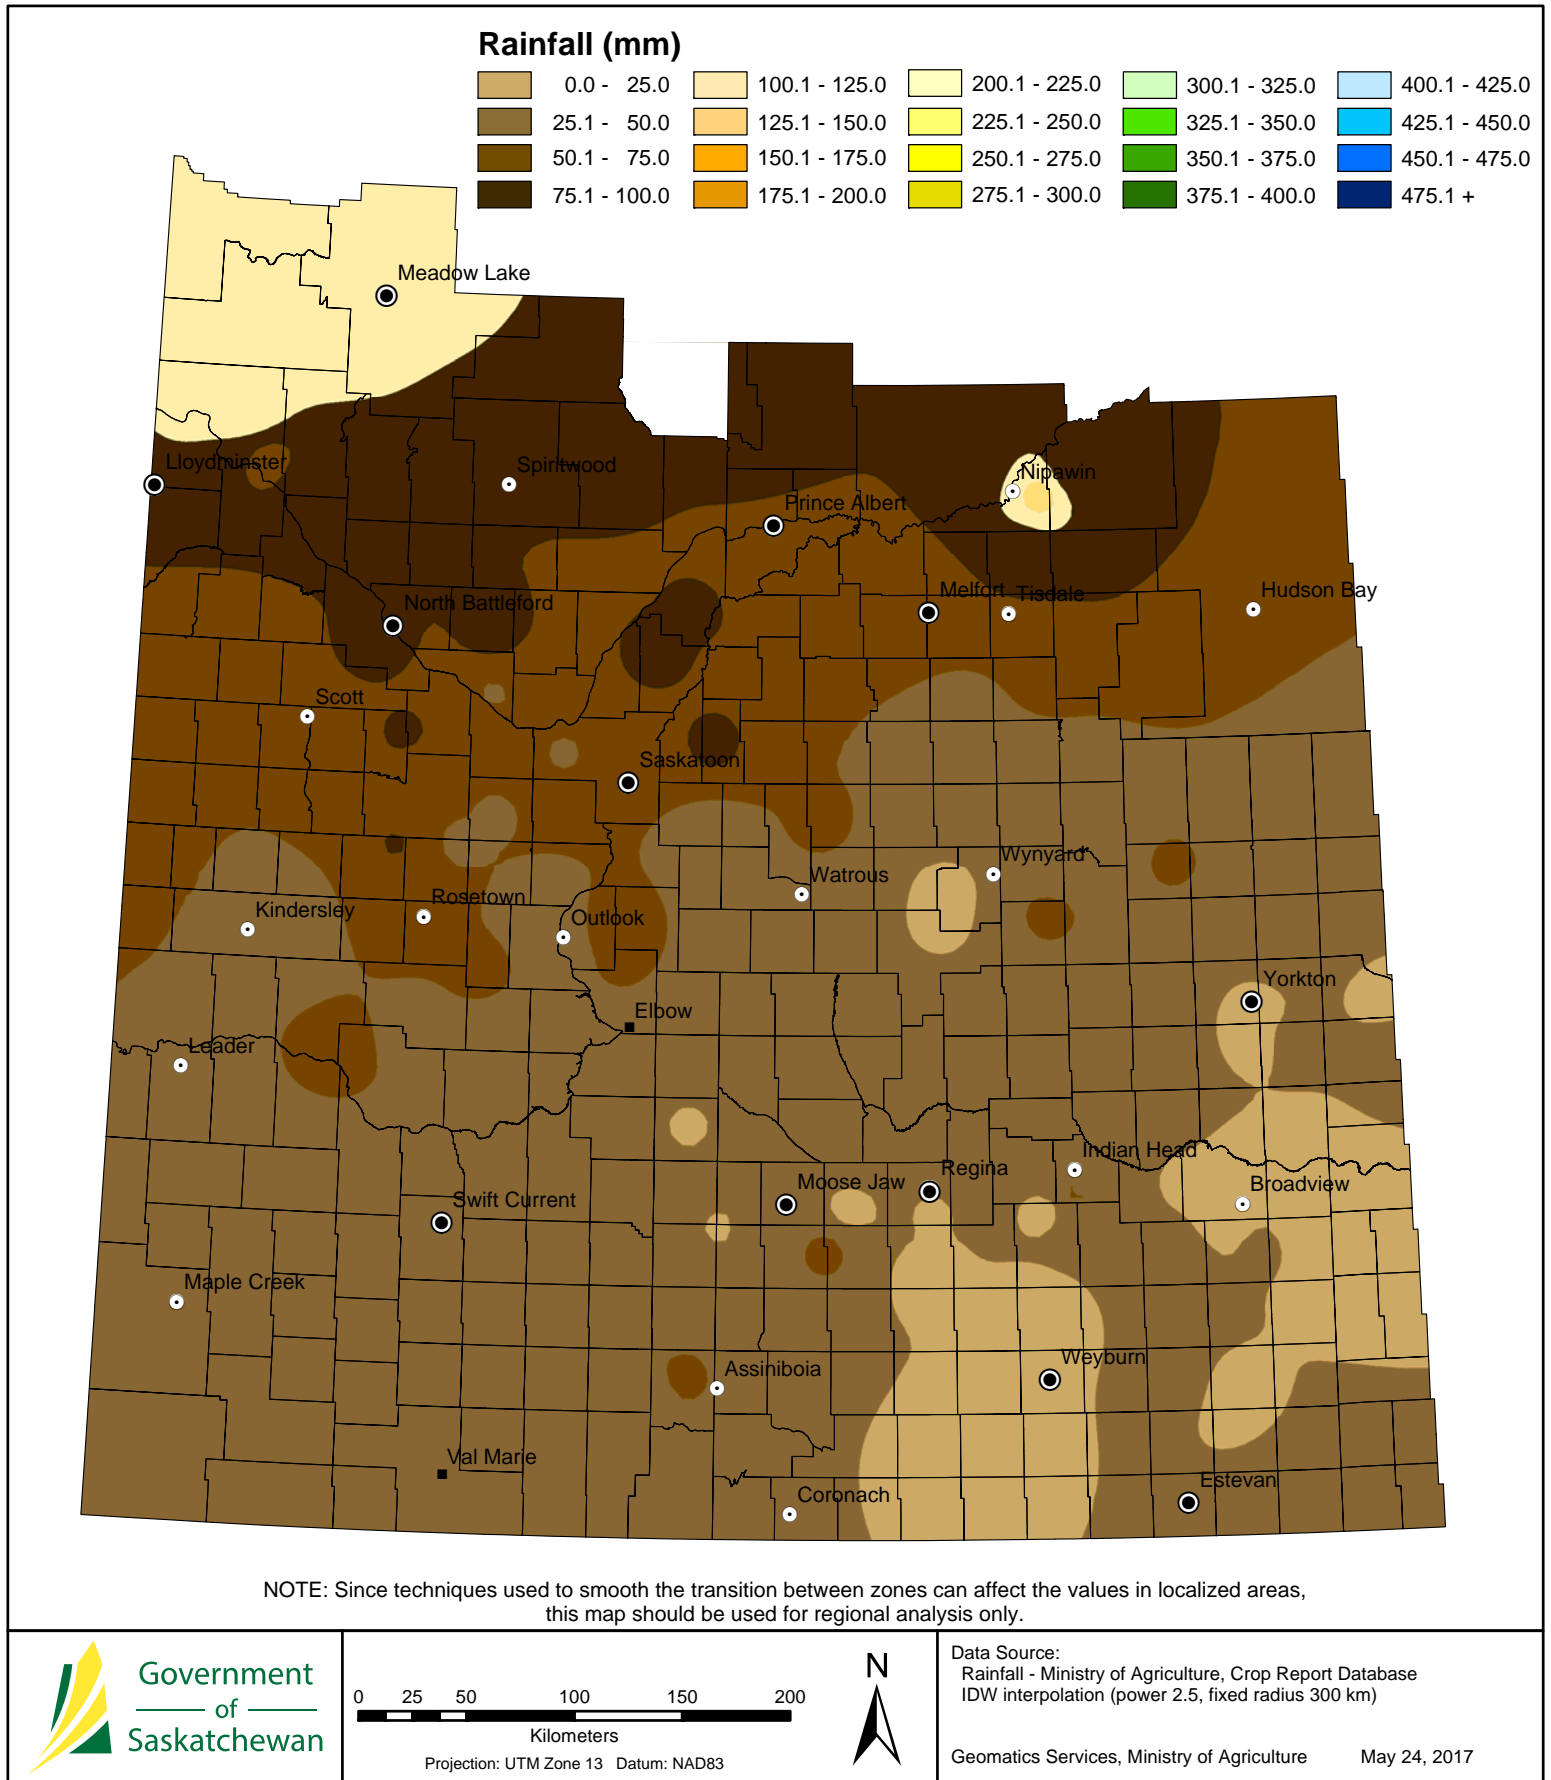 Rainfall (mm)
0.0 - 25.0
25.1 - 50.0
50.1 - 75.0
75.1 - 100.0
100.1 - 125.0
125.1 - 150.0
150.1 - 175.0
175.1 - 200.0
200.1 - 225.0
225.1 - 250.0
250.1 - 275.0
275.1 - 300.0
300.1 - 325.0
325.1 - 350.0
350.1 - 375.0
375.1 - 400.0
400.1 - 425.0
425.1 - 450.0
450.1 - 475.0
475.1 +
Meadow Lake
Lloydminster
Spiritwood
Nipawin
Prince Albert
North Battleford
Melfort
Tisdale
Hudson Bay
Scott
Saskatoon
Wynyard
Watrous
Rosetown
Kindersley
Outlook
Yorkton
Elbow
Leader
Indian Head
Regina
Moose Jaw
Broadview
Swift Current
Maple Creek
Weyburn
Assiniboia
Val Marie
Estevan
Coronach
NOTE: Since techniques used to smooth the transition between zones can affect the values in localized areas,
this map should be used for regional analysis only.
Government
of
Saskatchewan
0 25 50 100 150 200
Kilometers
Projection: UTM Zone 13 Datum: NAD83
N
Data Source:
Rainfall - Ministry of Agriculture, Crop Report Database
IDW interpolation (power 2.5, fixed radius 300 km)
Geomatics Services, Ministry of Agriculture May 24, 2017